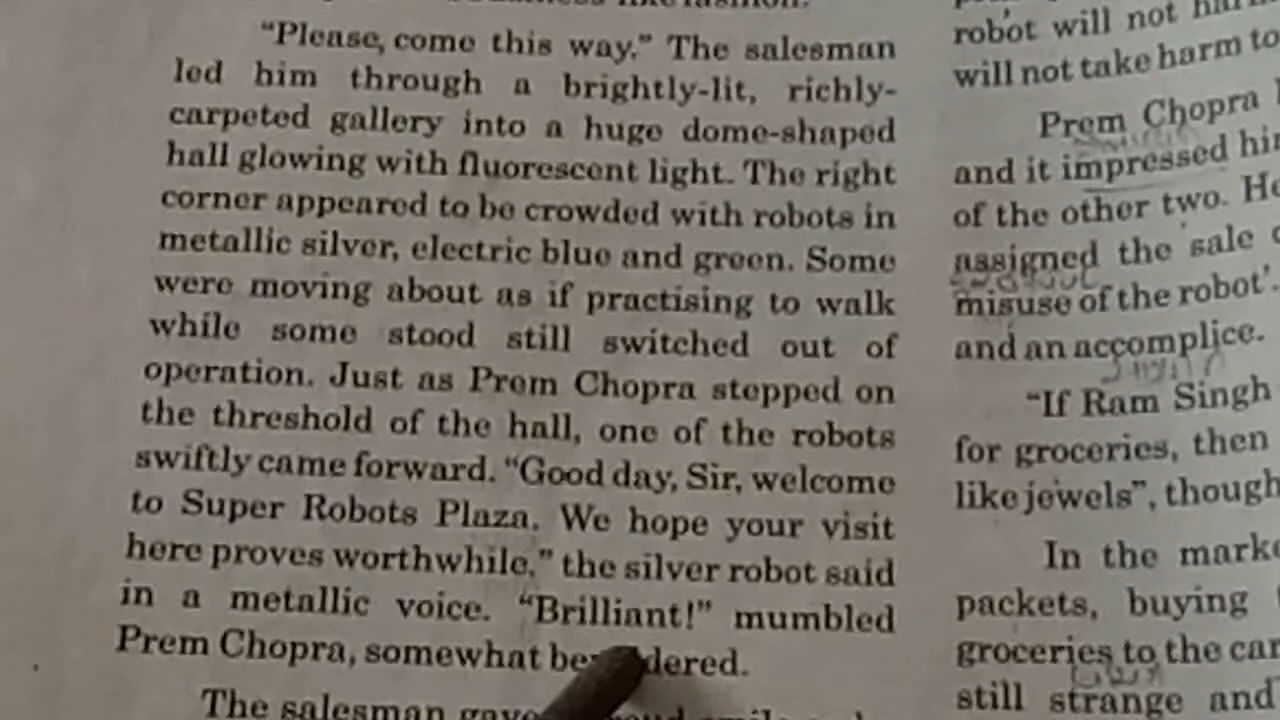 "Please, come this way." The salesman
led him through a brightly-lit, richly-
carpeted gallery into a huge dome-shaped
hall glowing with fluorescent light. The right
corner appeared to be crowded with robots in
metallic silver, electric blue and green. Some
were moving about as if practising to walk
while some stood still switched out of
operation. Just as Prem Chopra stepped on
the threshold of the hall, one of the robots
swiftly came forward. "Good day, Sir, welcome
to Super Robots Plaza. We hope your visit
here proves worthwhile." the silver robot said
in a metallic voice. "Brilliant!" mumbled
Prem Chopra, somewhat
The salesman
robot will not
will not take harm to
Prem Chopra
and it impressed
of the other two. He
assigned the sale
misuse of the robot'.
and an accomplice.
"If Ram Singh
for groceries, then
like jewels", though
In the
packets, buying
groceries to the
still strange and